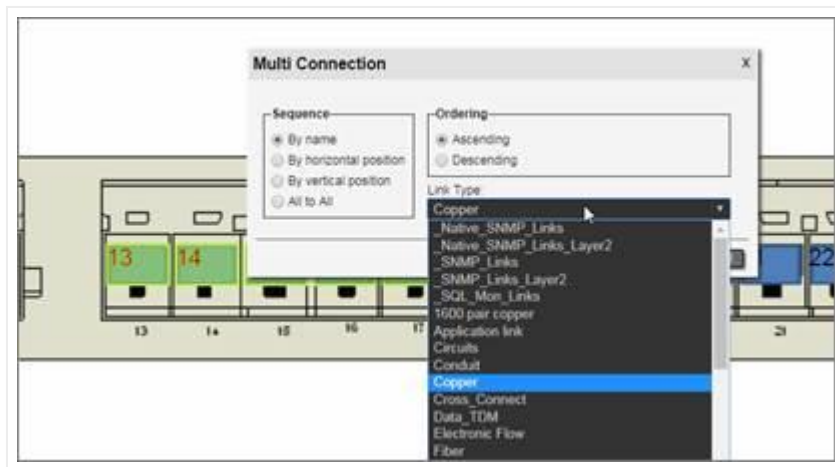 Multi Connection
X
Sequence
By name
By horizontal position
By vertical position
All to All
Ordering
Ascending
Descending
Link Type:
Copper
_Native_SNMP_Links
_Native_SNMP_Links_Layer2
_SNMP_Links
_SNMP_Links_Layer2
_SQL_Mon_Links
1600 pair copper
Application link
Circuits
Conduit
Copper
Cross_Connect
Data_TDM
Electronic Flow
Fiber
13 14 22
13 14 15 16 17 21